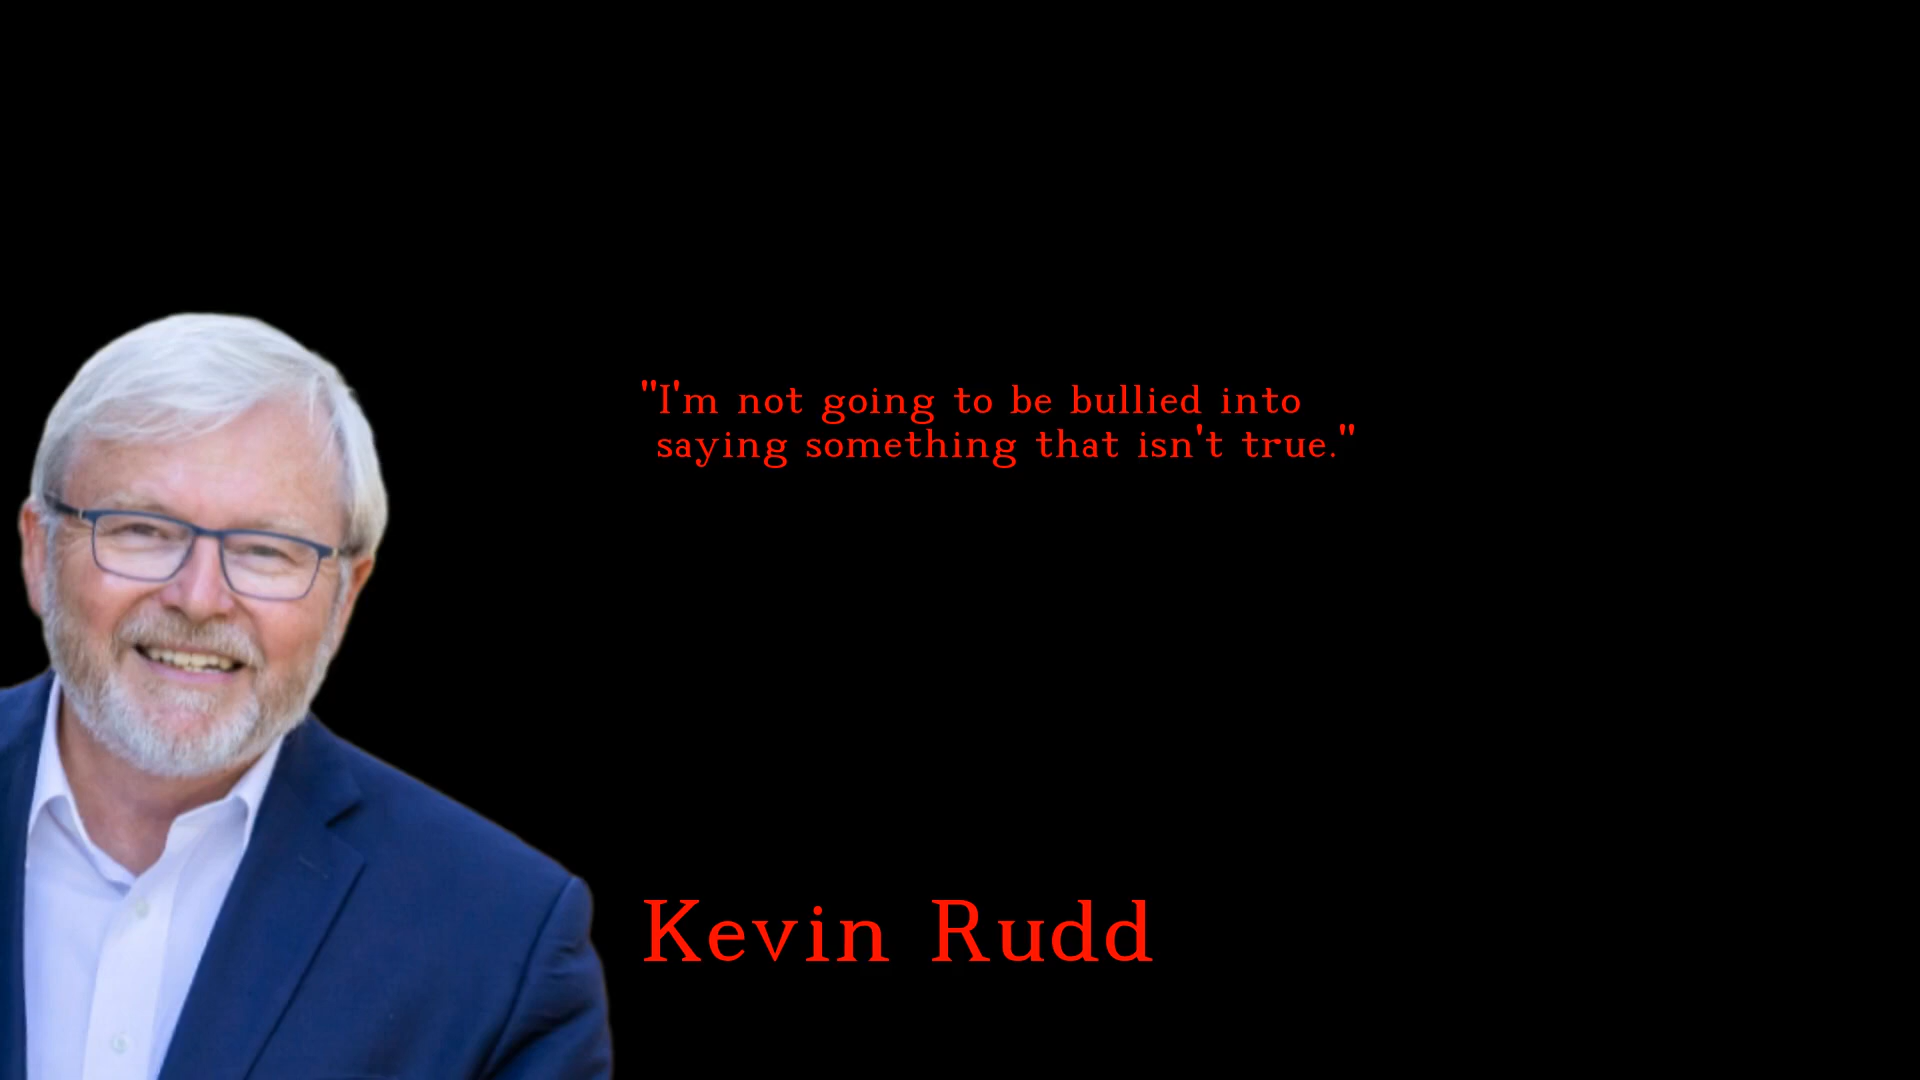 "I'm not going to be bullied into
saying something that isn't true."
Kevin Rudd